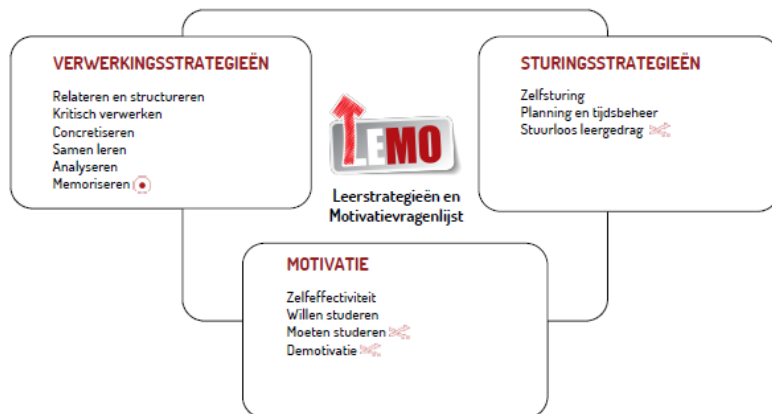 VERWERKINGSSTRATEGIEËN
Relateren en structureren
Kritisch verwerken
Concretiseren
Samen leren
Analyseren
Memoriseren
LEMO
Leerstrategieën en
Motivatievragenlijst
STURINGSSTRATEGIEËN
Zelfsturing
Planning en tijdsbeheer
Stuurloos leergedrag
MOTIVATIE
Zelfeffectiviteit
Willen studeren
Moeten studeren
Demotivatie